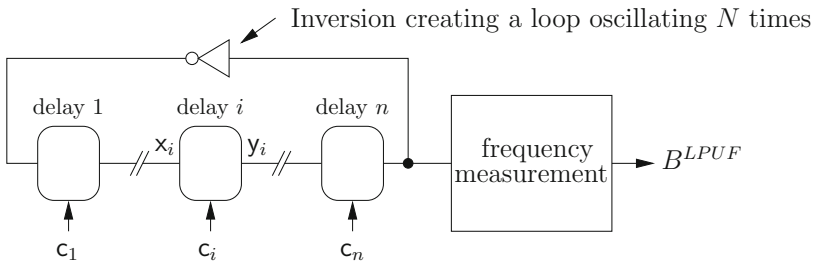 Inversion creating a loop oscillating N times
delay 1
delay i
delay n
x_i
y_i
frequency
measurement
B^{LPUF}
c_1
c_i
c_n